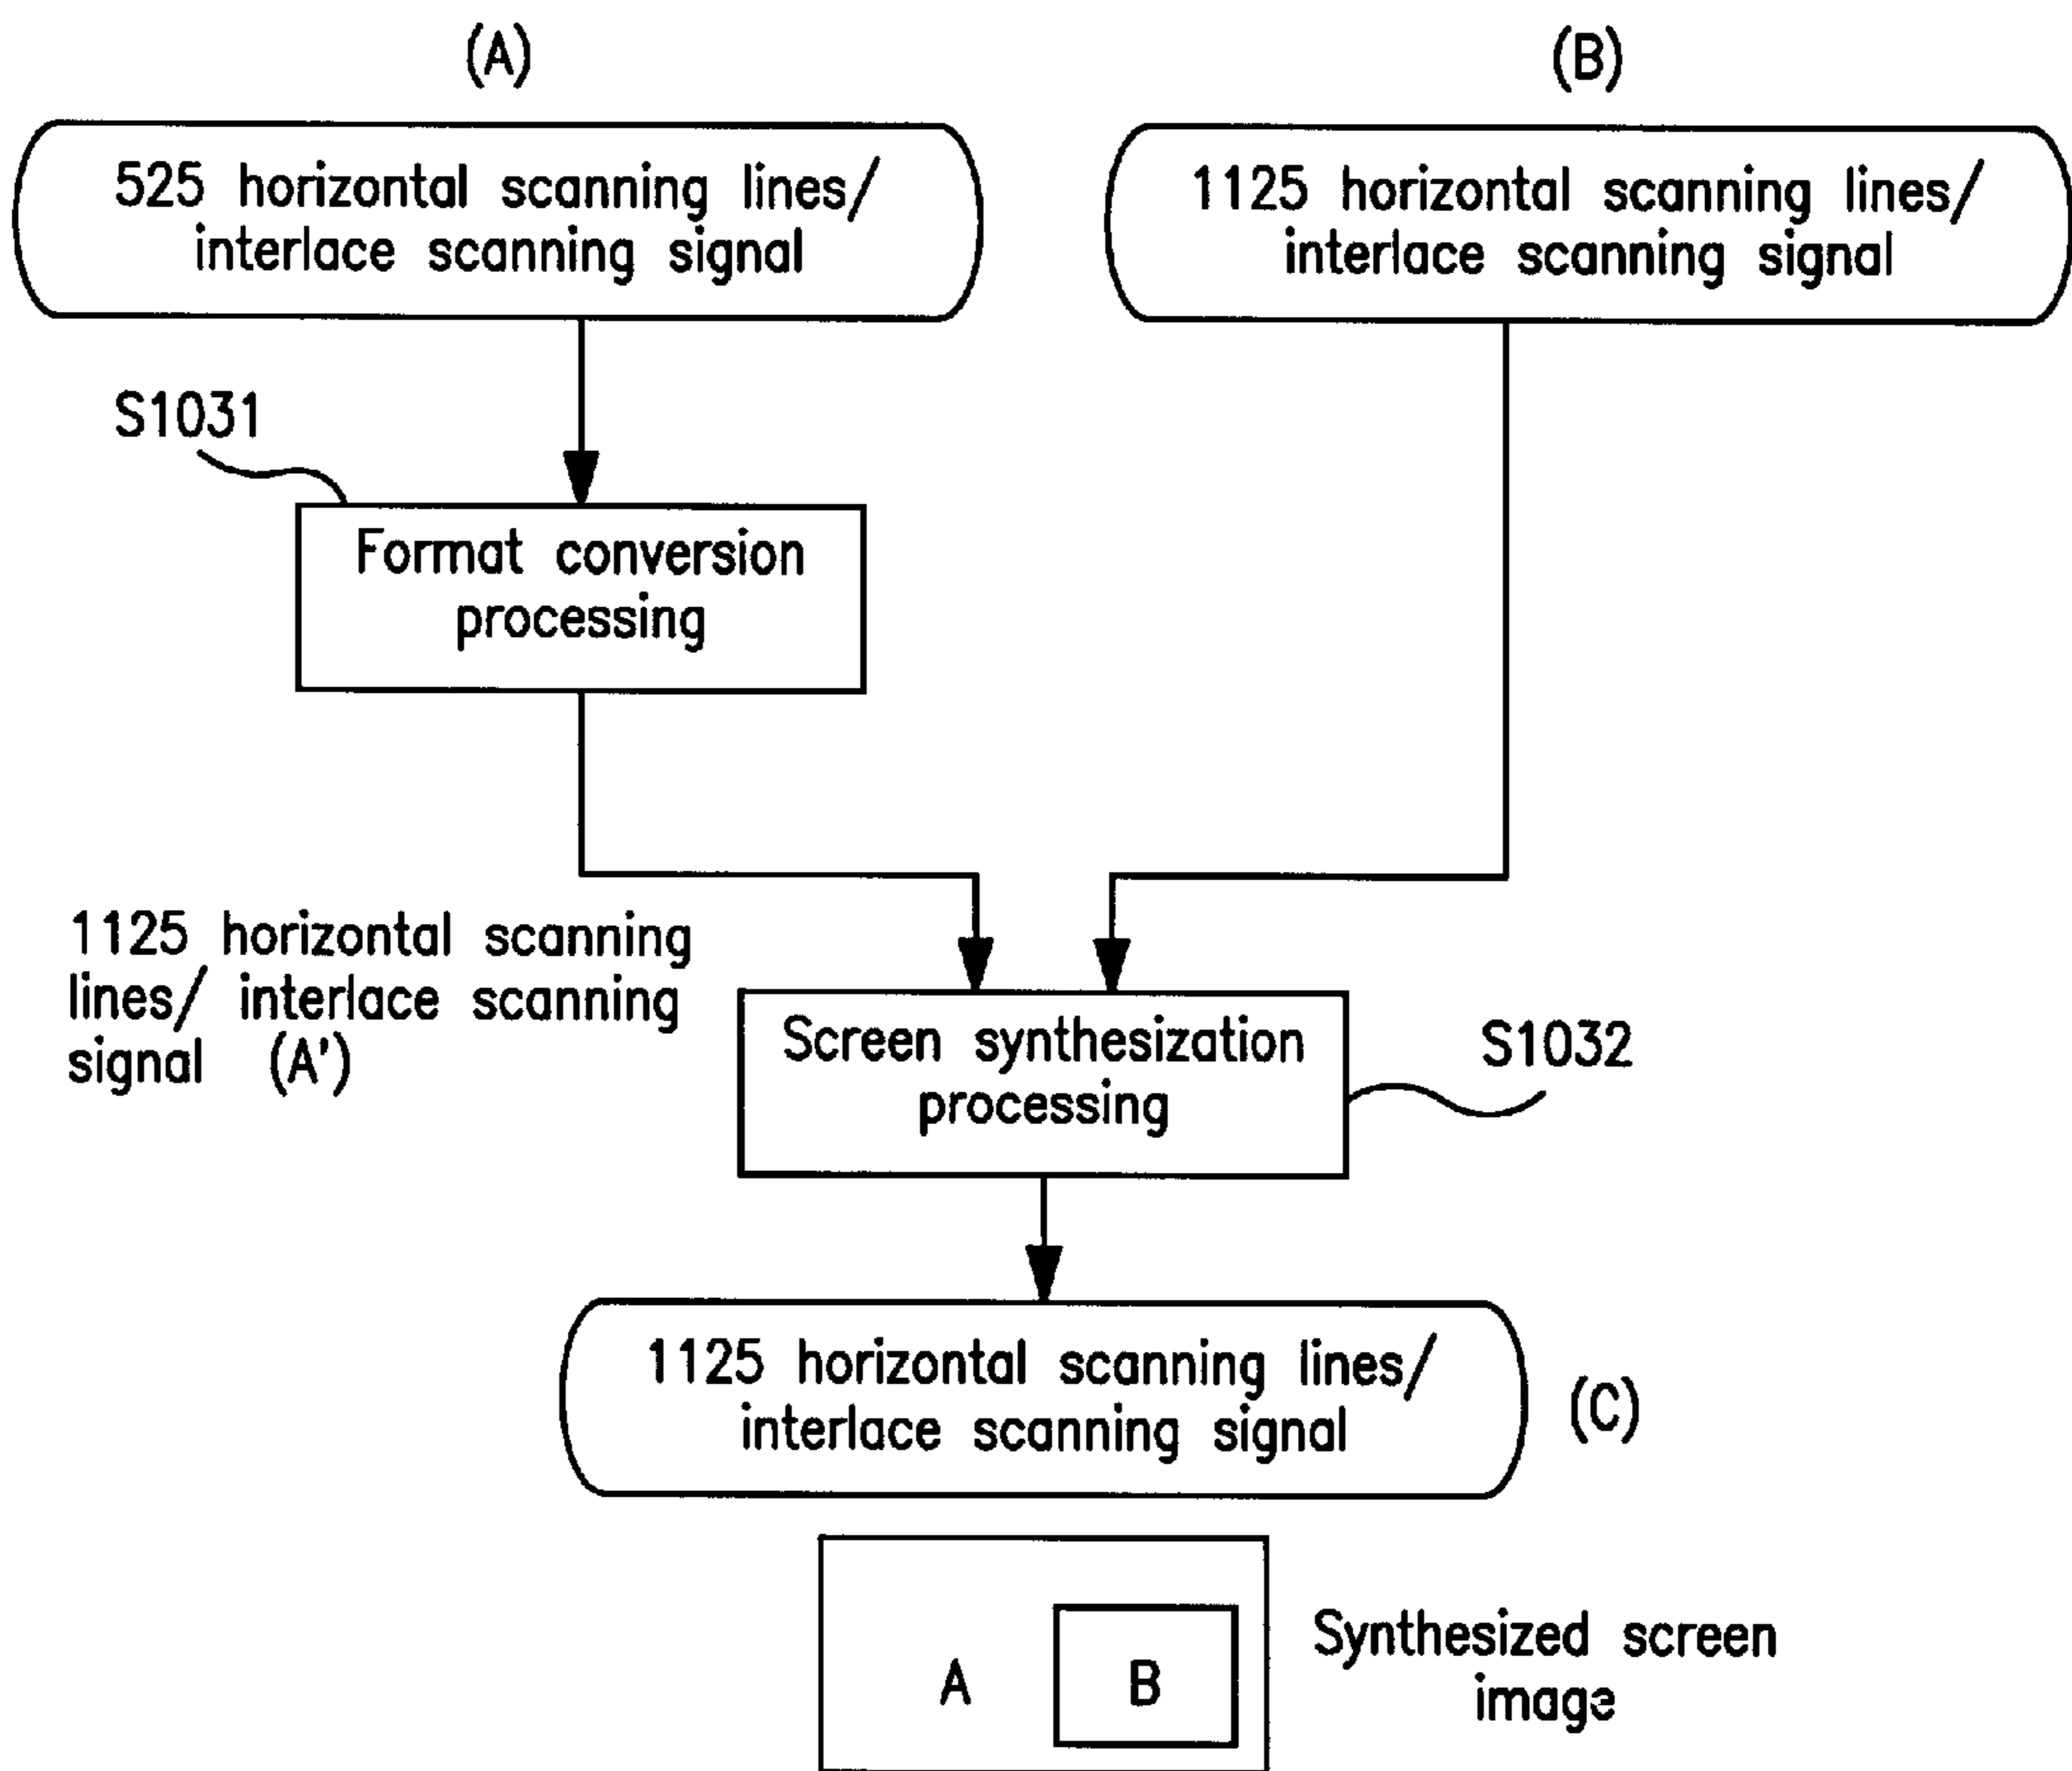 (A)
525 horizontal scanning lines/
interlace scanning signal
(B)
1125 horizontal scanning lines/
interlace scanning signal
S1031
Format conversion
processing
1125 horizontal scanning
lines/ interlace scanning
signal (A')
Screen synthesization
processing
S1032
1125 horizontal scanning lines/
interlace scanning signal
(C)
A
B
Synthesized screen
image